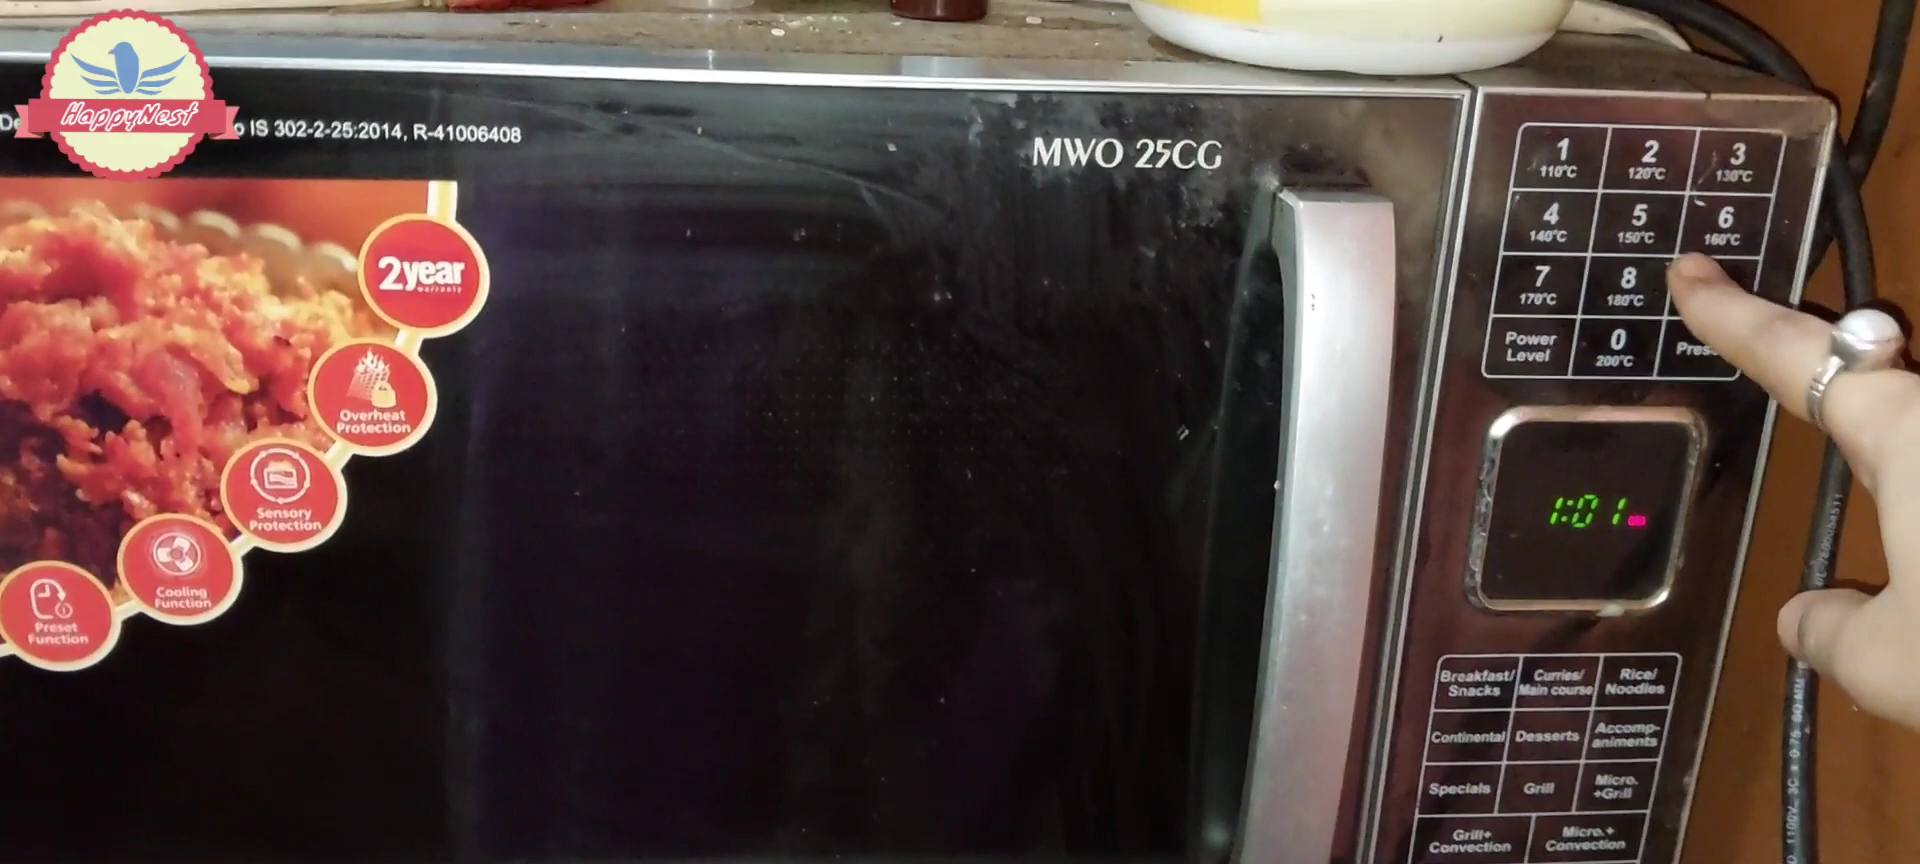 HappyNest
IS 302-2-25:2014, R-41006408
MWO 25CG
2year
warranty
Overheat
Protection
Sensory
Protection
Cooling
Function
Preset
Function
1 2 3
110°C 120°C 130°C
4 5 6
140°C 150°C 160°C
7 8
170°C 180°C
Power
Level
0
200°C
1:01
Breakfast/
Snacks
Curries/
Main course
Rice/
Noodles
Continental
Desserts
Accomp-
animents
Specials
Grill
Micro.
+Grill
Grill+
Convection
Micro.+
Convection